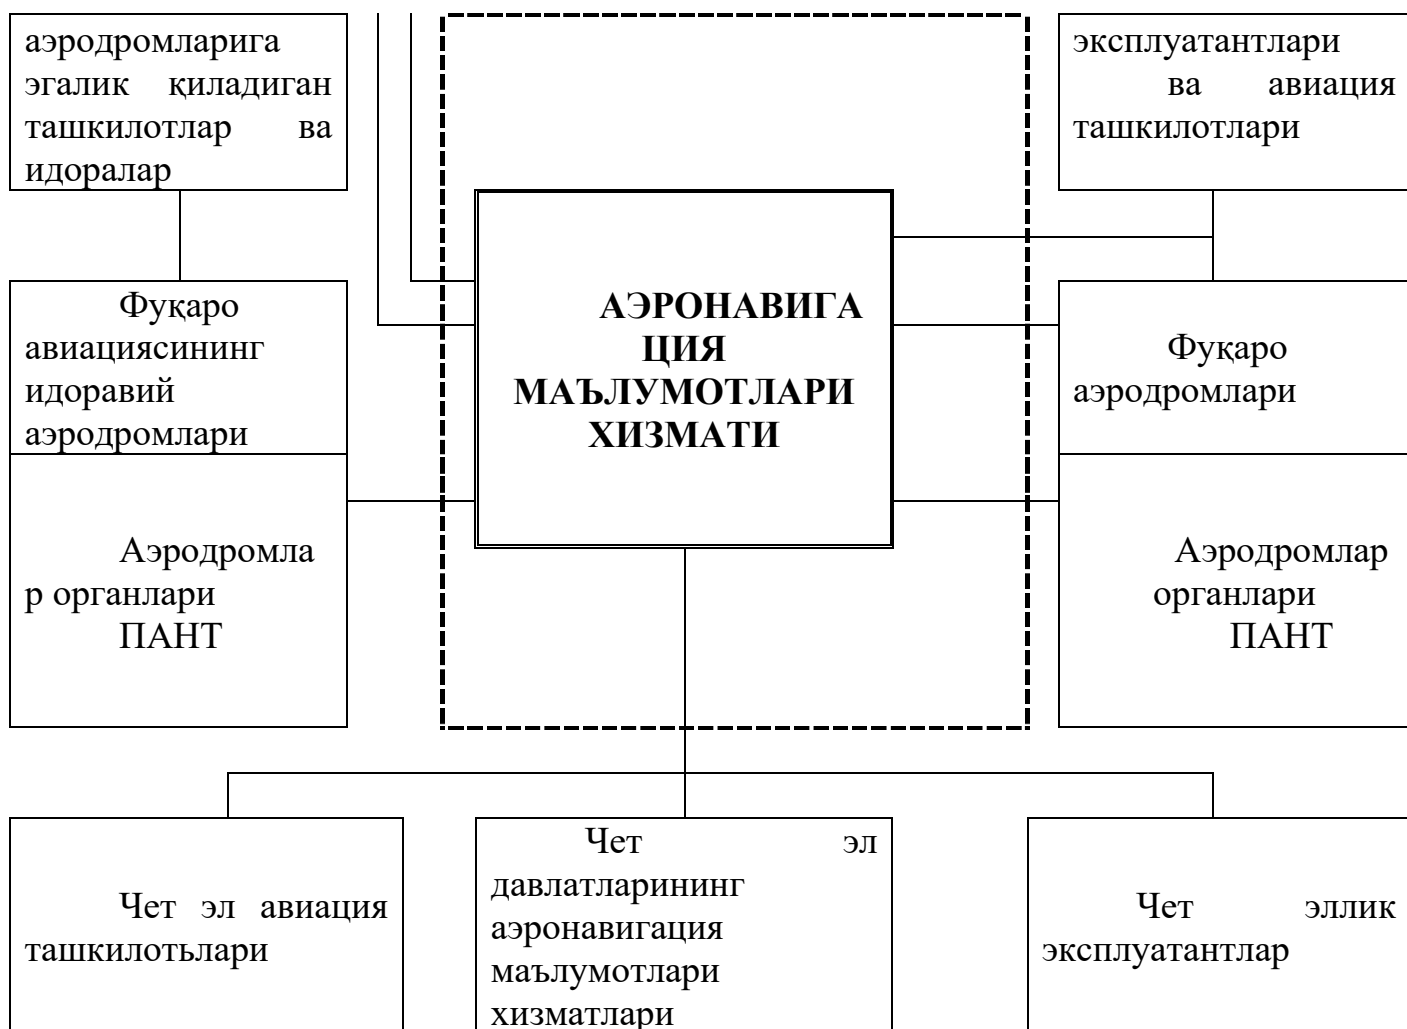 аэродромларига
эгалик қиладиган
ташкилотлар ва
идоралар
эксплуатантлари
ва авиация
ташкилотлари
Фуқаро
авиациясининг
идоравий
аэродромлари
АЭРОНАВИГА
ЦИЯ
МАЪЛУМОТЛАРИ
ХИЗМАТИ
Фуқаро
аэродромлари
Аэродромла
р органлари
ПАНТ
Аэродромлар
органлари
ПАНТ
Чет эл авиация
ташкилотьлари
Чет эл
давлатларининг
аэронавигация
маълумотлари
хизматлари
Чет эллик
эксплуатантлар